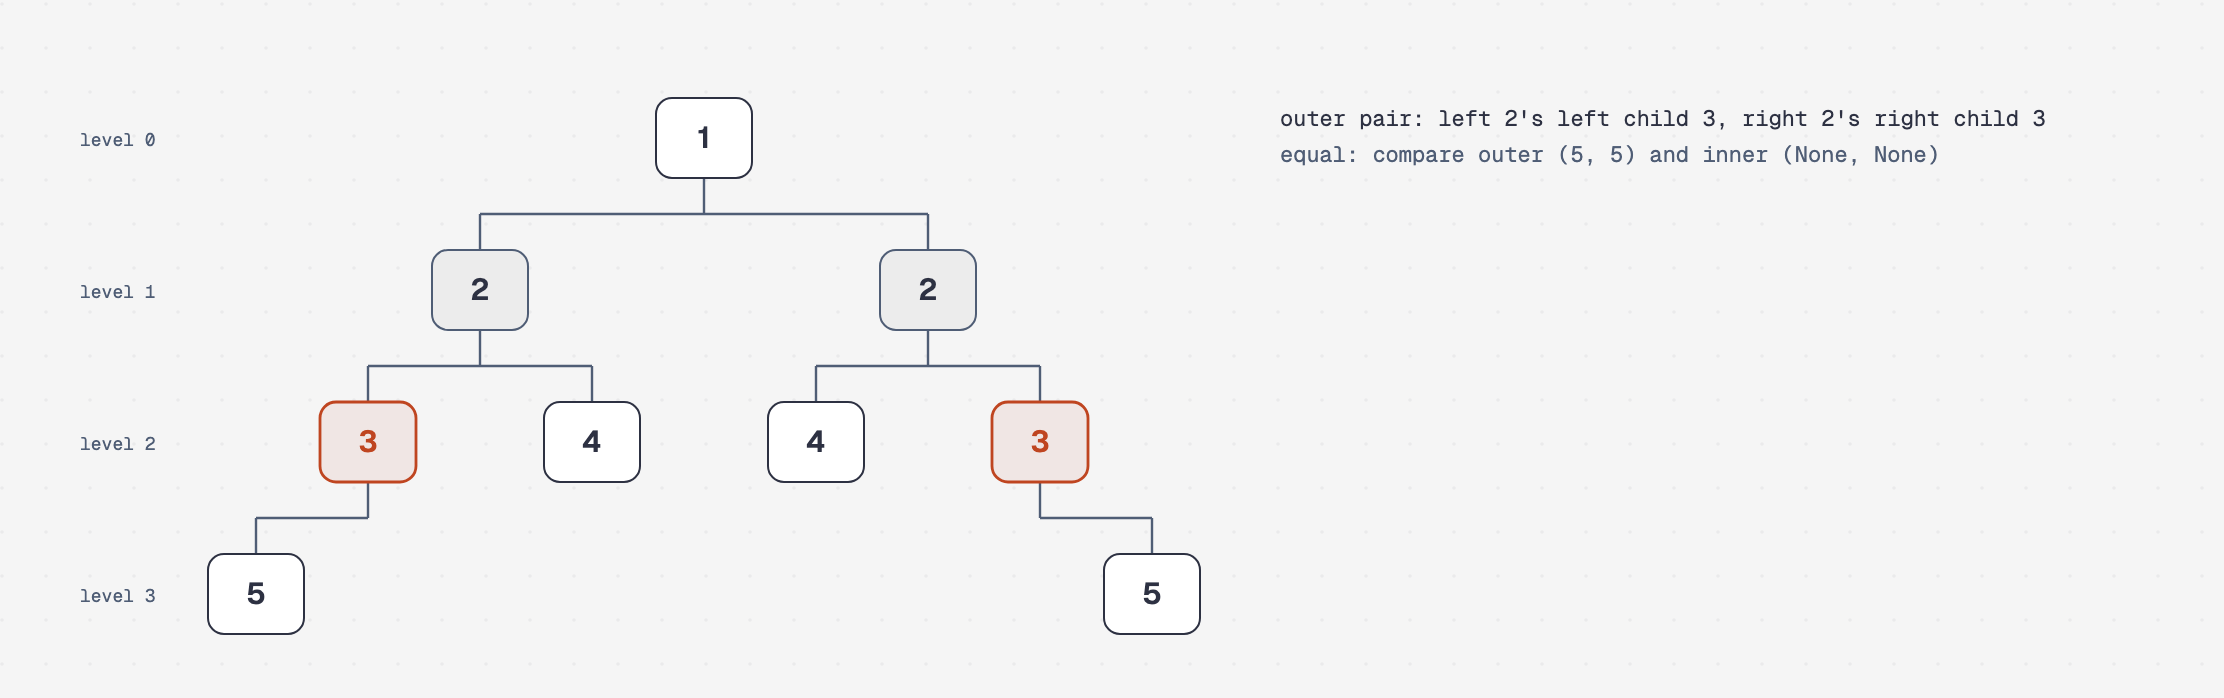 outer pair: left 2's left child 3, right 2's right child 3
equal: compare outer (5, 5) and inner (None, None)
level 0
1
level 1
2 2
level 2
3 4 4 3
level 3
5 5